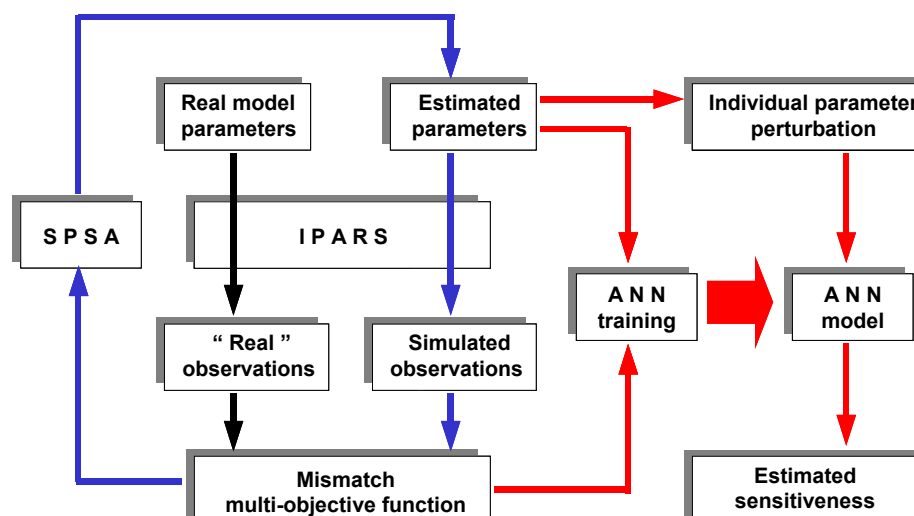 Real model
parameters
Estimated
parameters
Individual parameter
perturbation
S P S A
I P A R S
A N N
training
A N N
model
“ Real ”
observations
Simulated
observations
Mismatch
multi-objective function
Estimated
sensitiveness